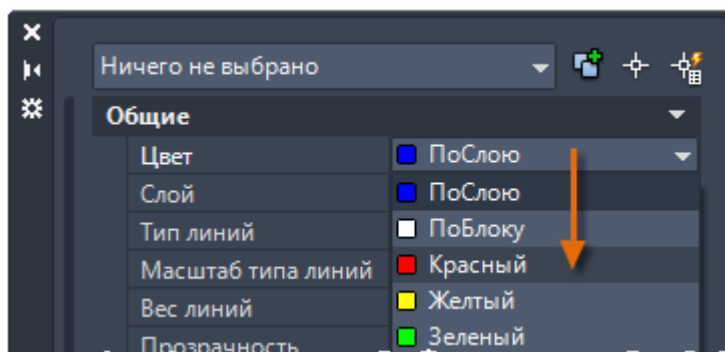 Ничего не выбрано
Общие
Цвет ПоСлою
Слой ПоСлою
Тип линий ПоБлоку
Масштаб типа линий Красный
Вес линий Желтый
Прозрачность Зеленый